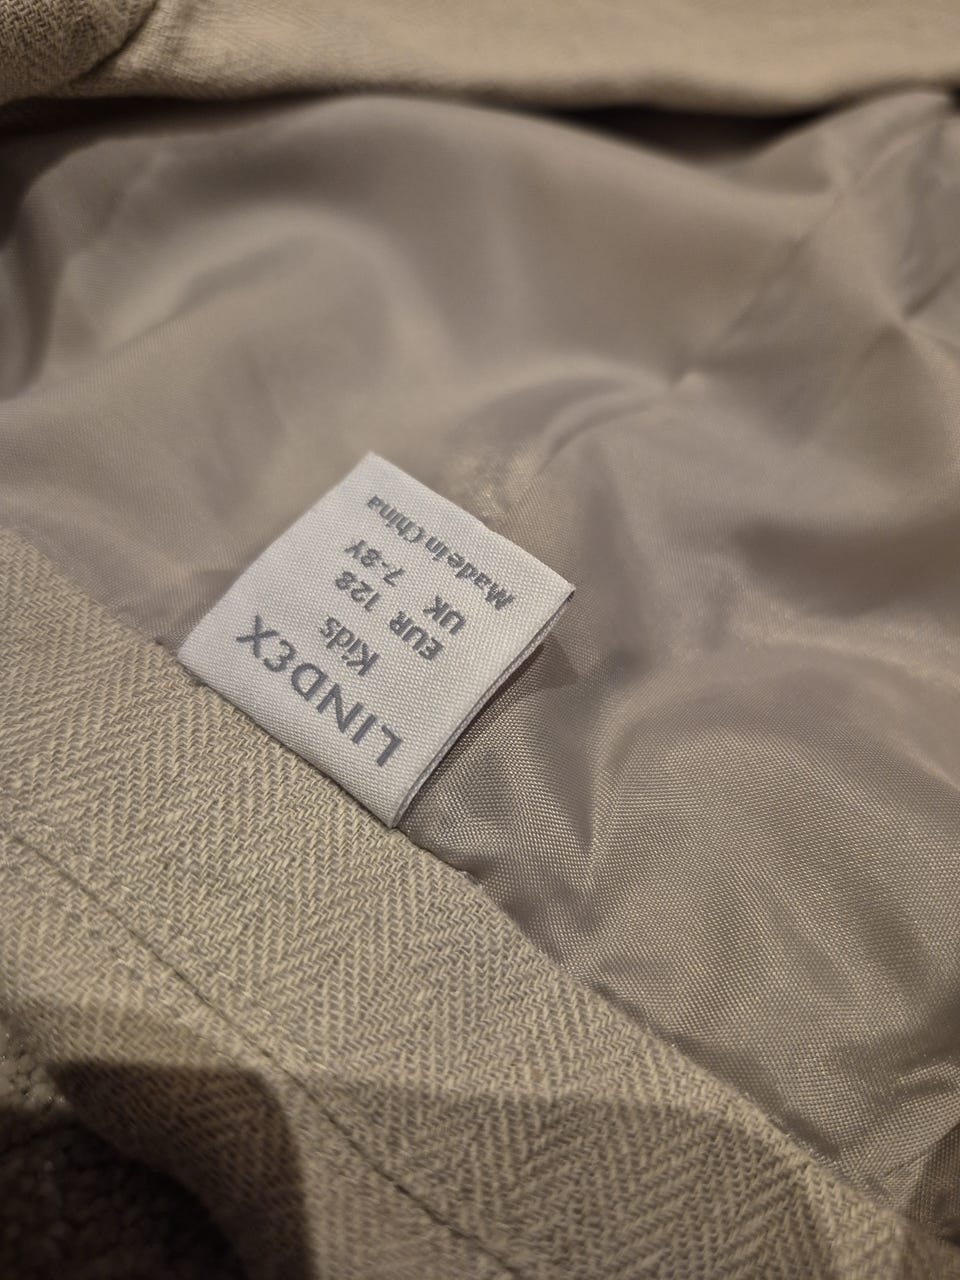 LINDEX
Kids
EUR 128
UK 7-8Y
Made in China